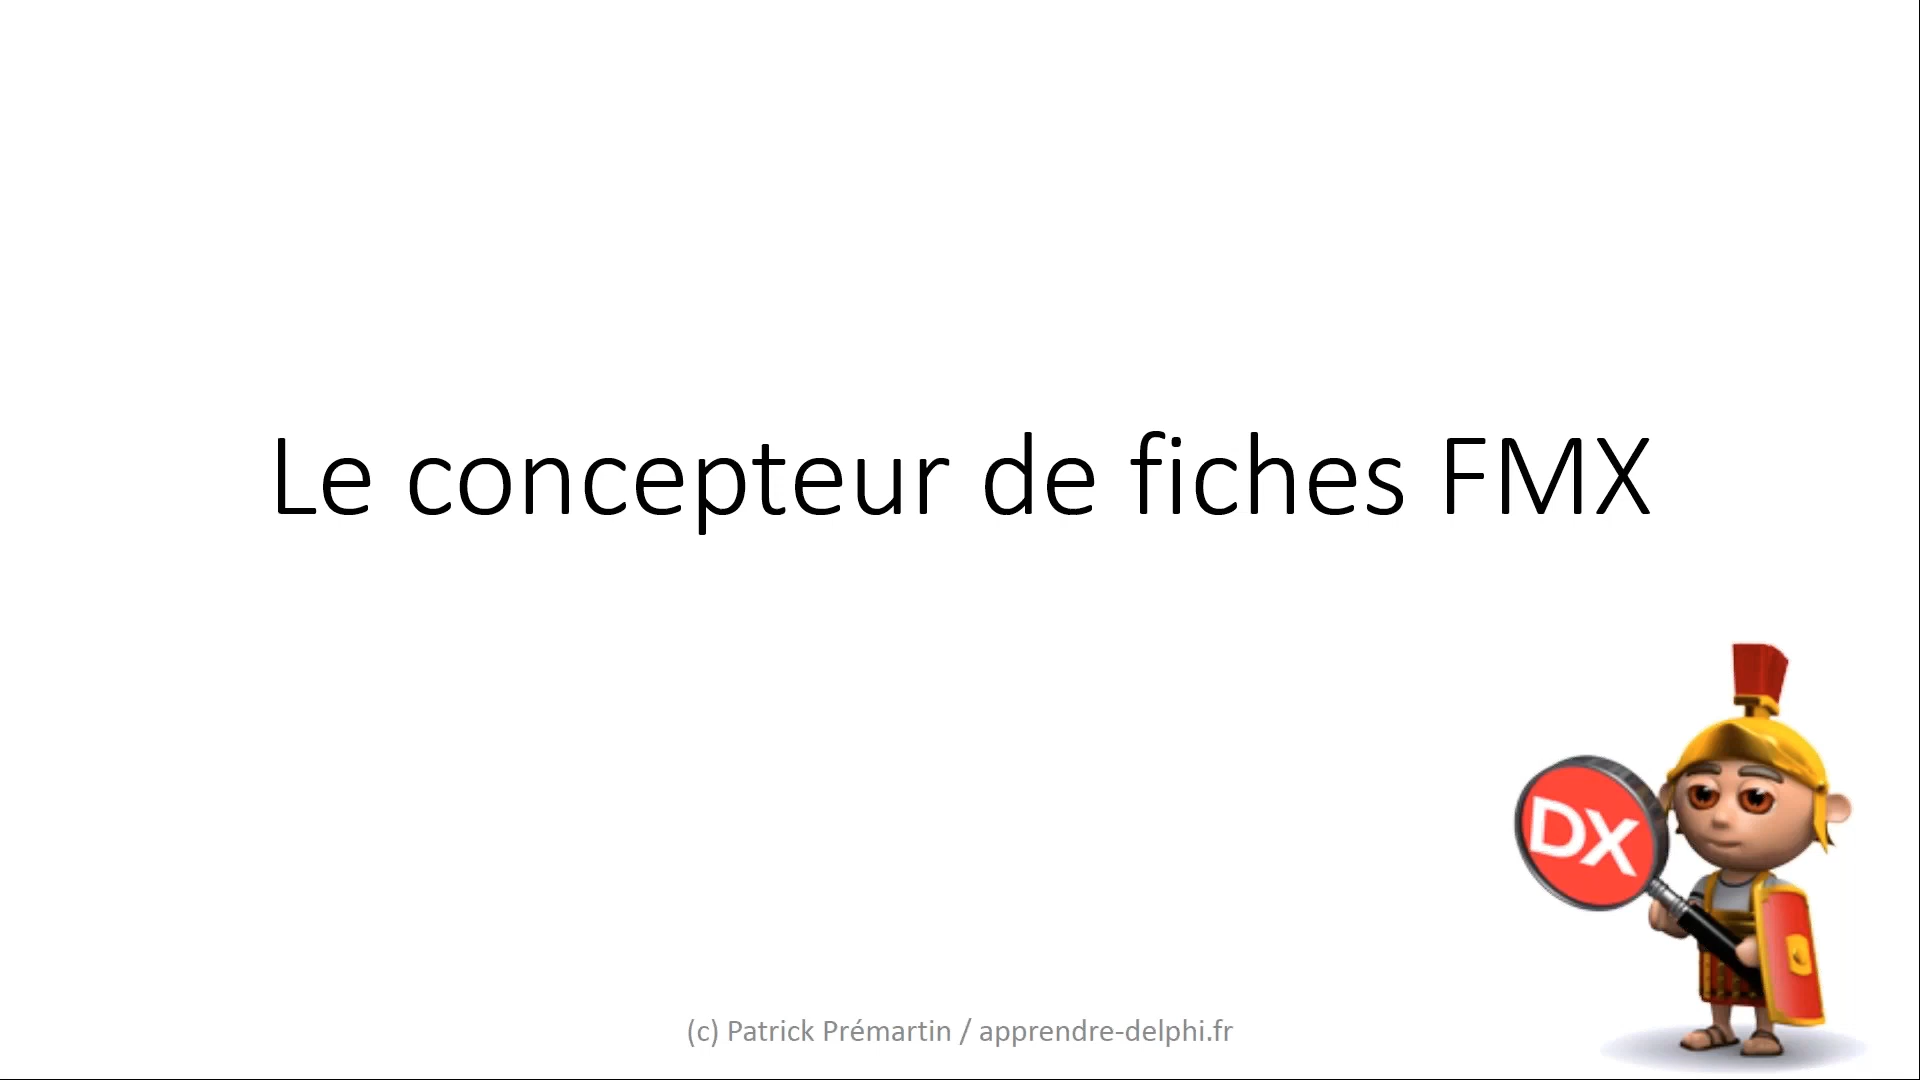 Le concepteur de fiches FMX
DX
(c) Patrick Prémartin / apprendre-delphi.fr